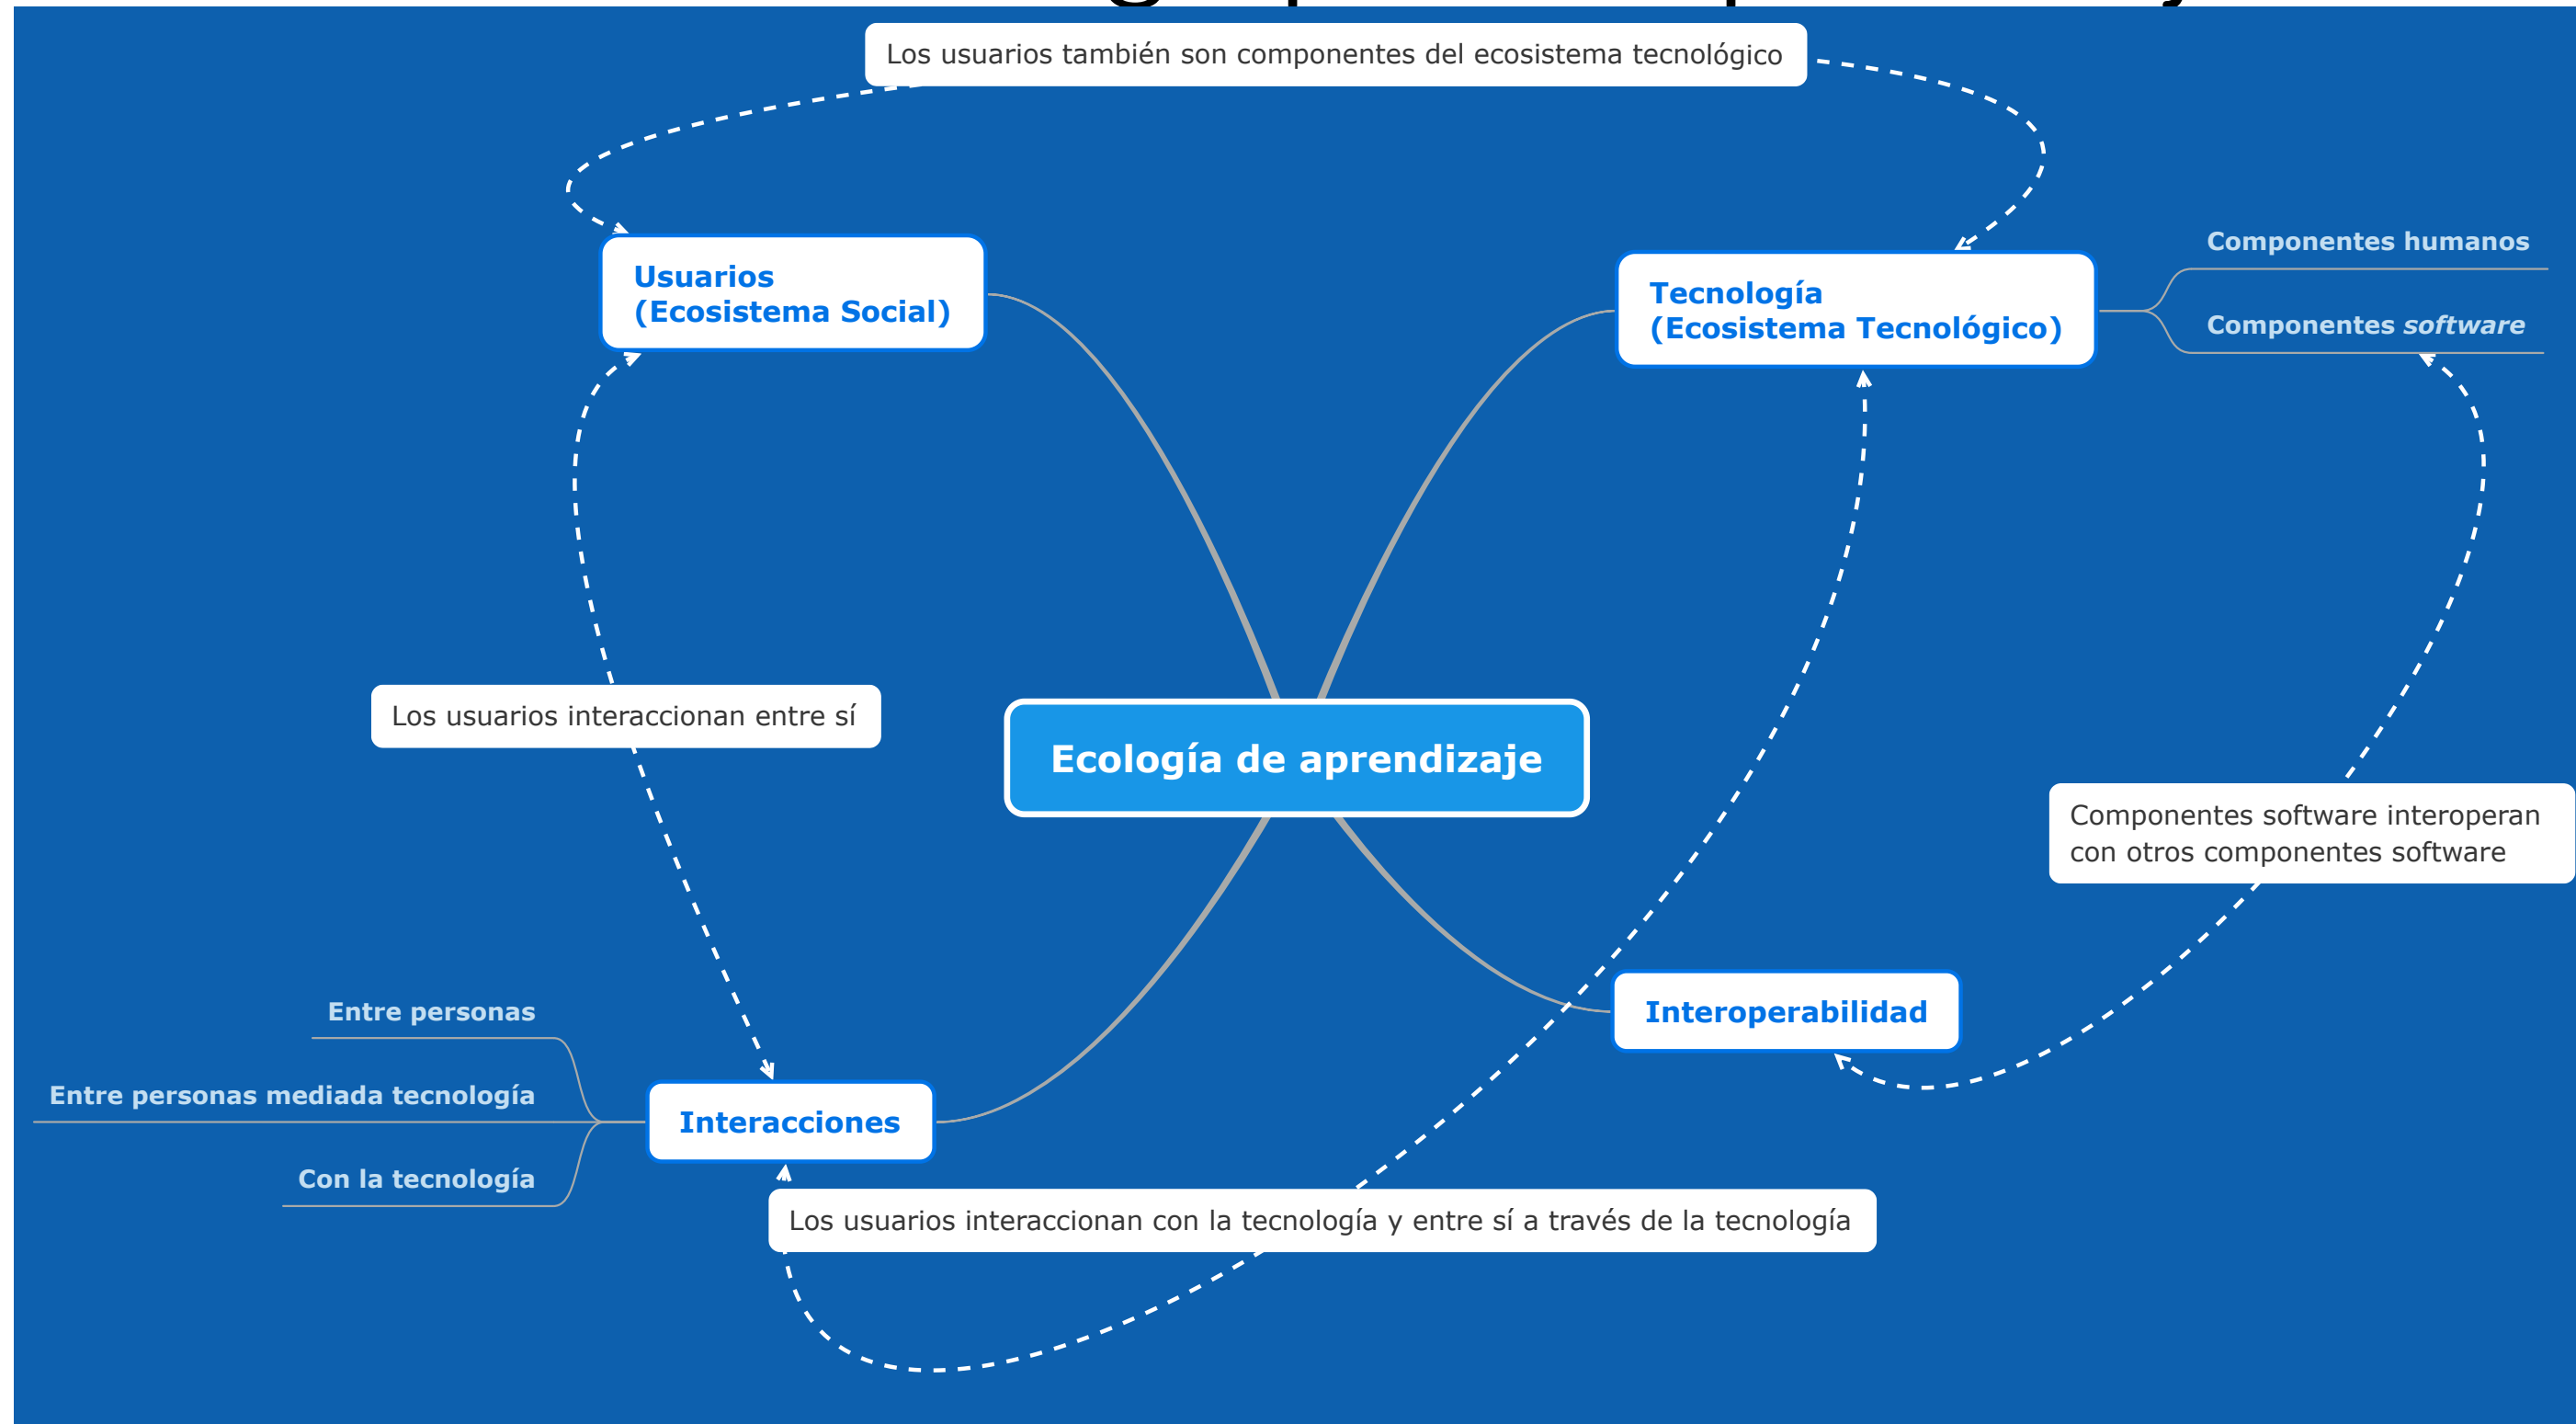 Los usuarios también son componentes del ecosistema tecnológico
Usuarios
(Ecosistema Social)
Tecnología
(Ecosistema Tecnológico)
Componentes humanos
Componentes software
Los usuarios interaccionan entre sí
Ecología de aprendizaje
Componentes software interoperan
con otros componentes software
Interoperabilidad
Entre personas
Entre personas mediada tecnología
Con la tecnología
Interacciones
Los usuarios interaccionan con la tecnología y entre sí a través de la tecnología